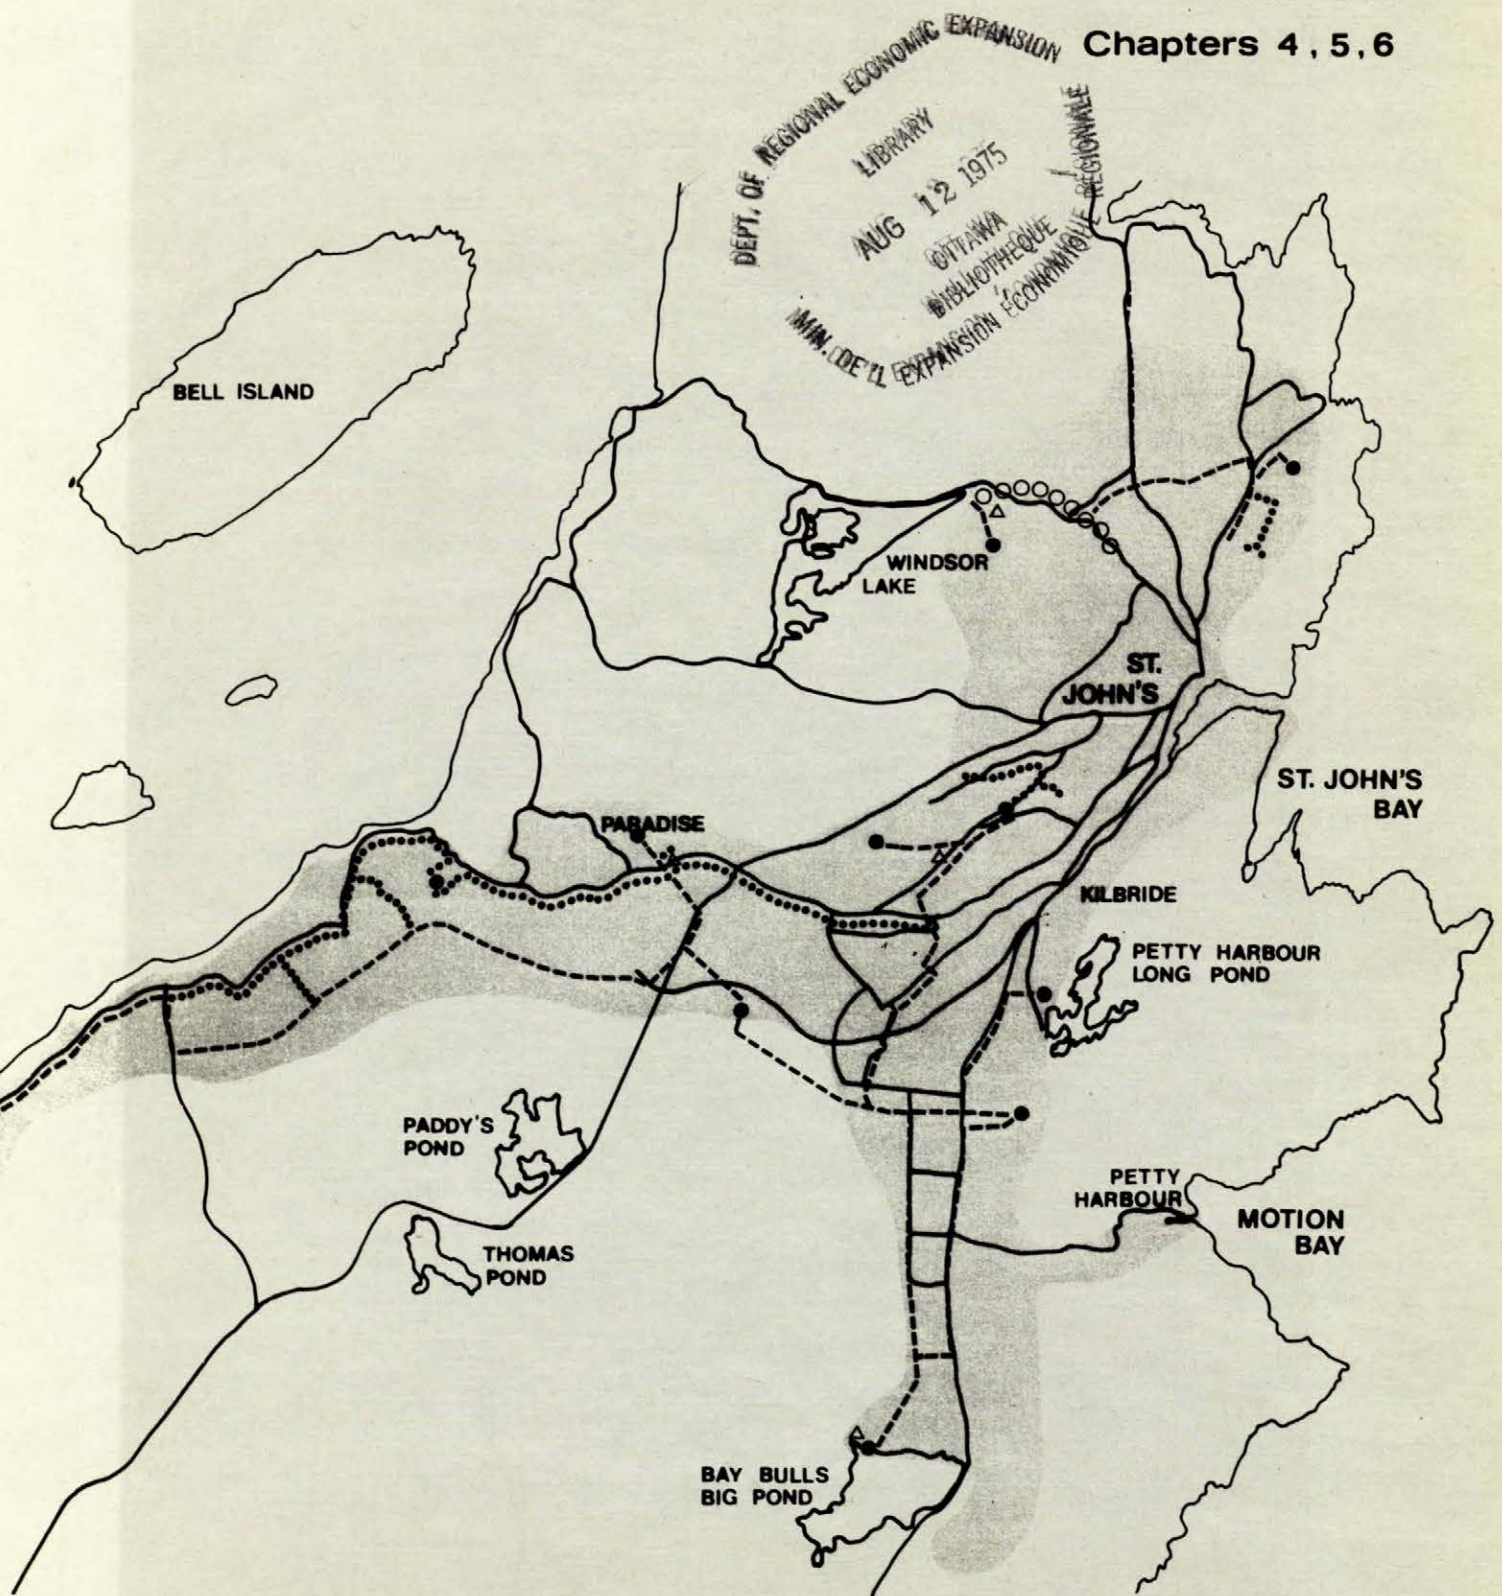 Chapters 4, 5, 6
DEPT. OF REGIONAL ECONOMIC EXPANSION
LIBRARY
AUG 12 1975
OTTAWA
BIBLIOTHEQUE
MIN. DE L'EXPANSION ÉCONOMIQUE REGIONALE
BELL ISLAND
WINDSOR
LAKE
ST.
JOHN'S
ST. JOHN'S
BAY
PARADISE
KILBRIDE
PETTY HARBOUR
LONG POND
PADDY'S
POND
PETTY
HARBOUR
MOTION
BAY
THOMAS
POND
BAY BULLS
BIG POND